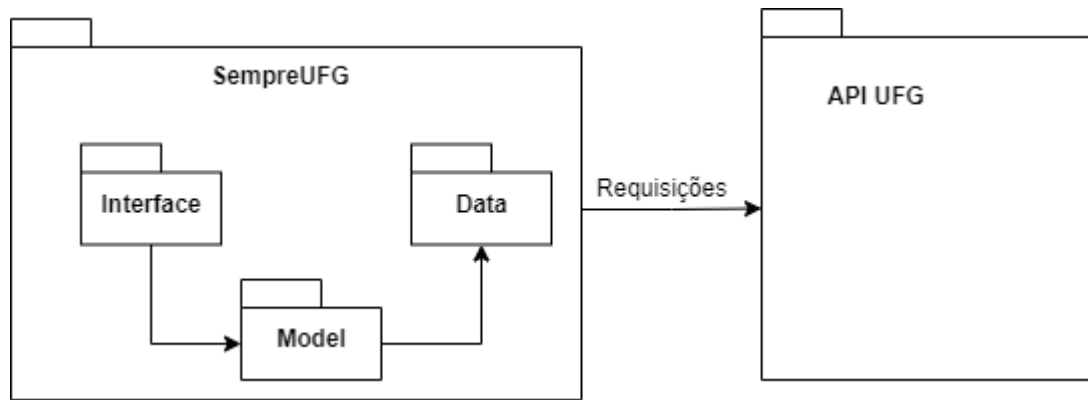 SempreUFG
API UFG
Interface
Data
Requisições
Model